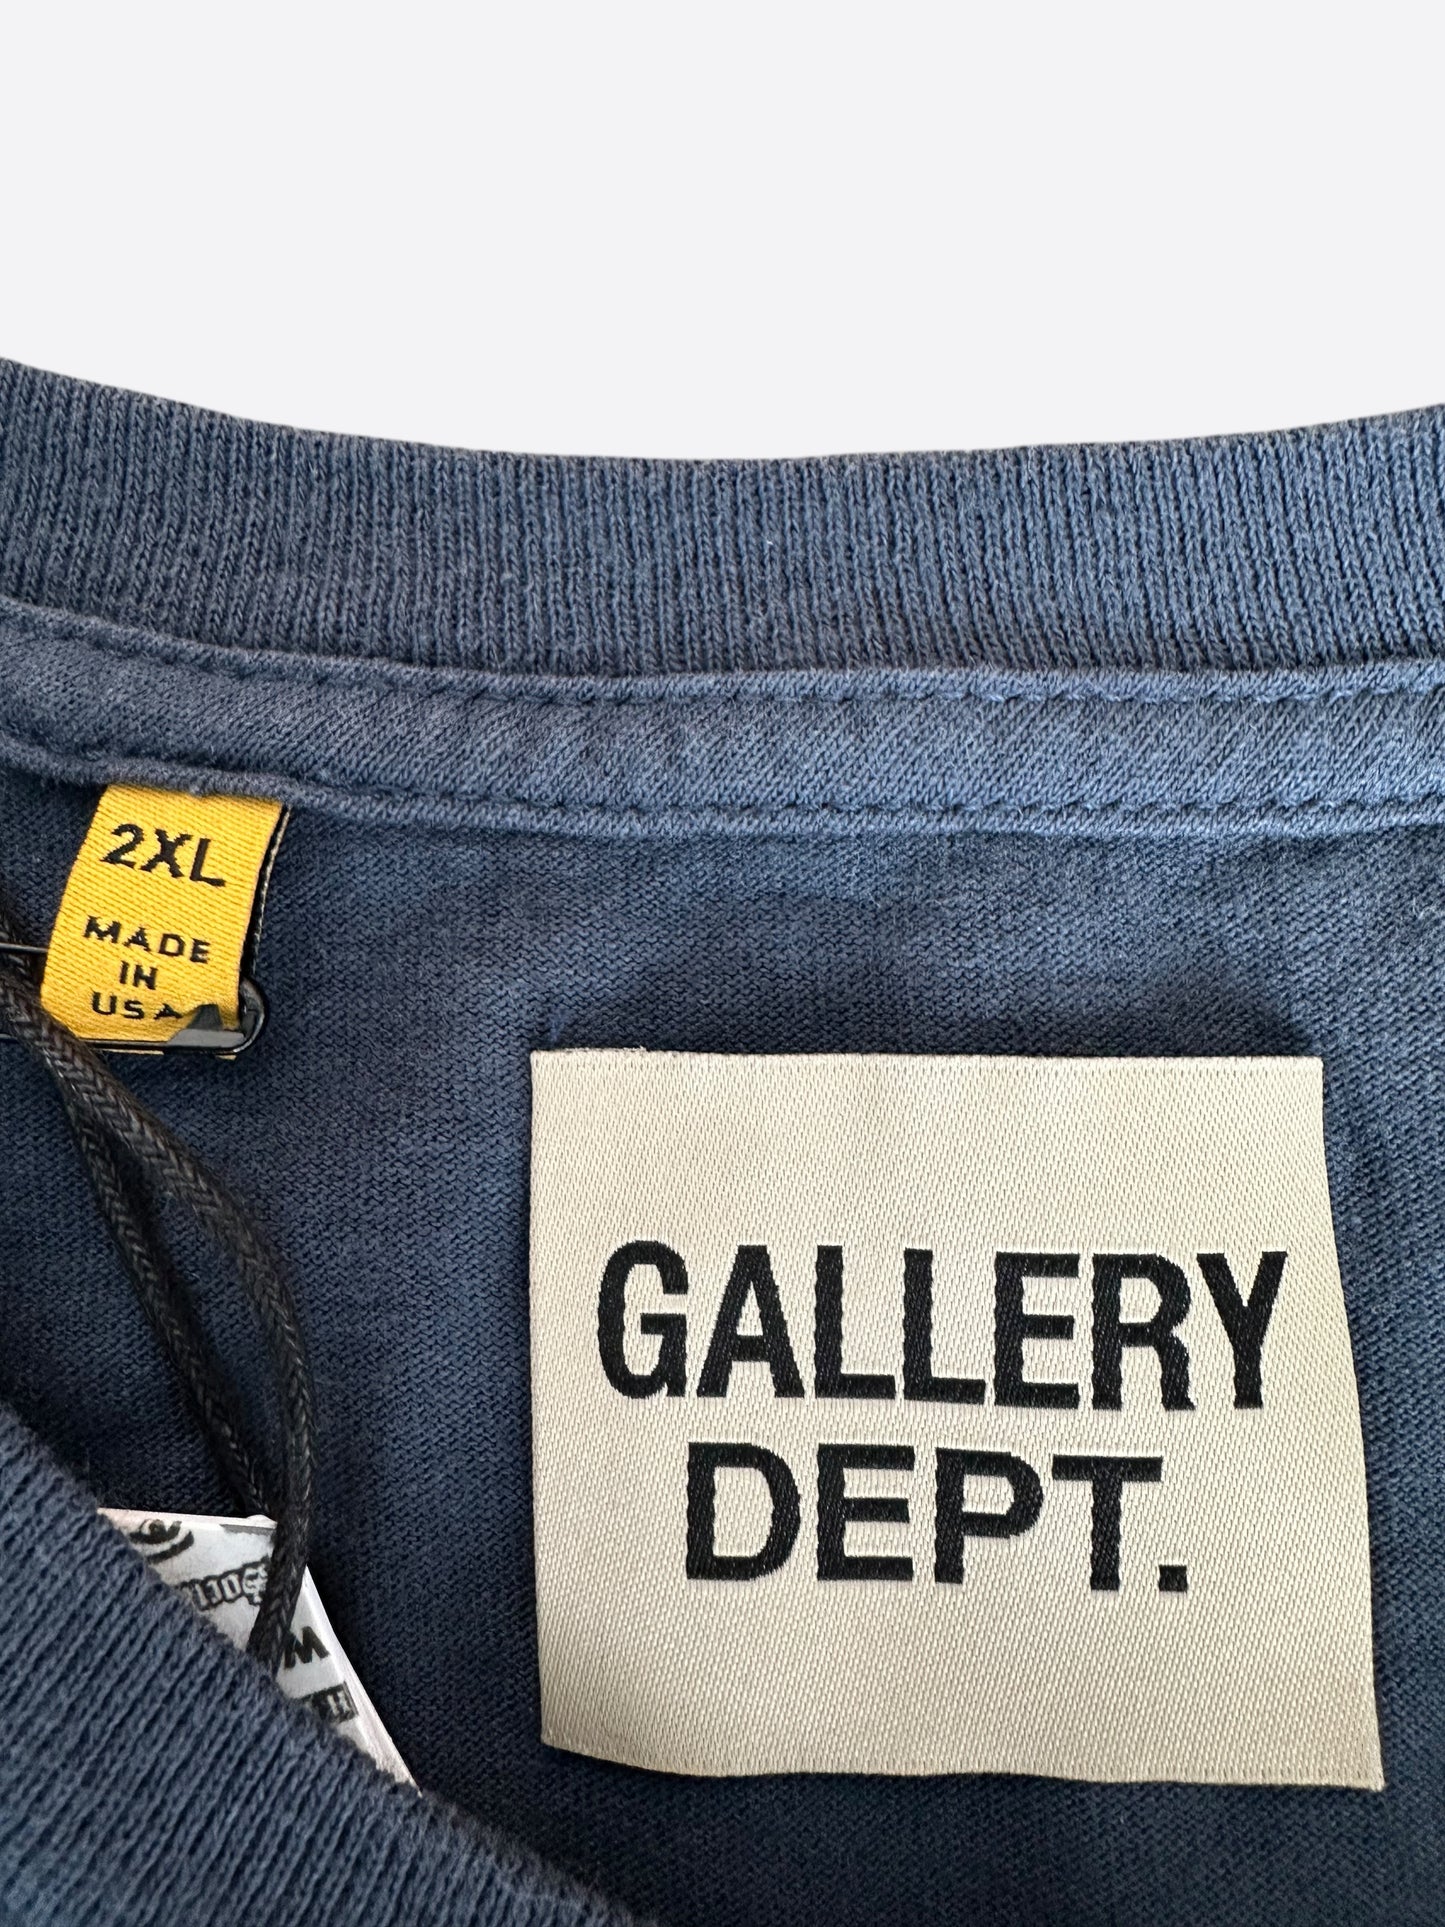 2XL
MADE
IN
USA
GALLERY
DEPT.